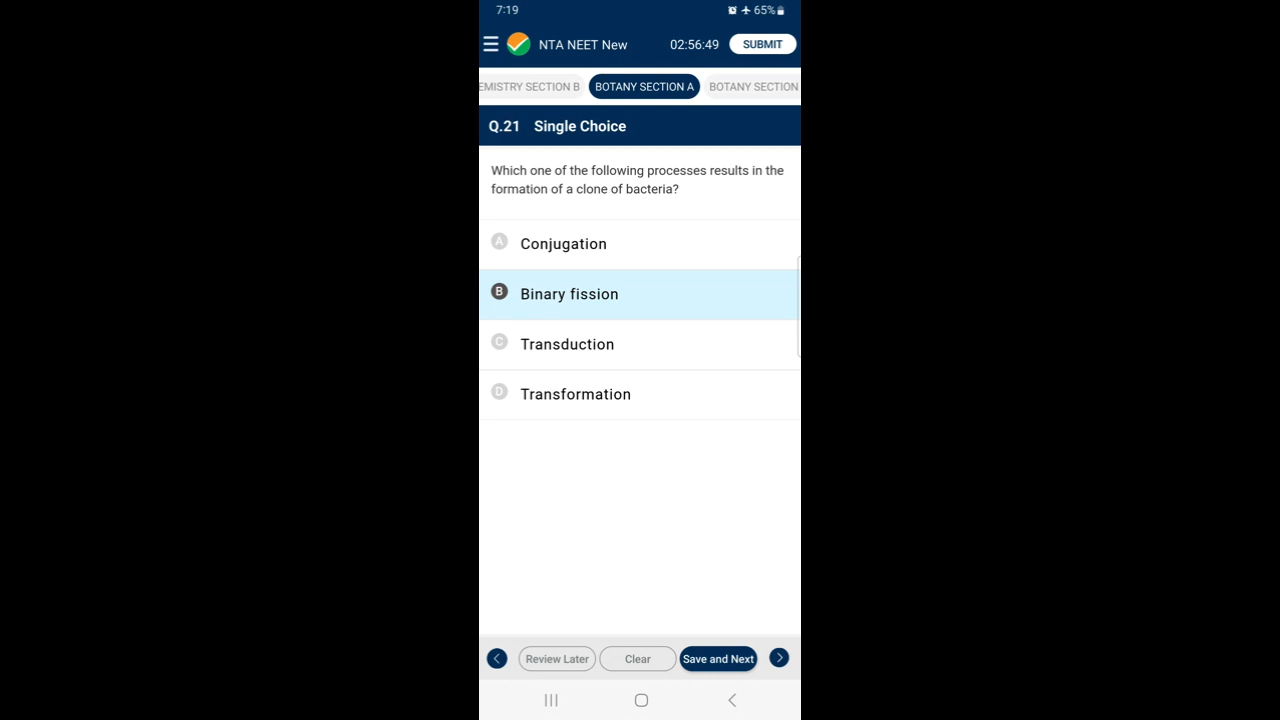 7:19 65%
NTA NEET New 02:56:49 SUBMIT
EMISTRY SECTION B BOTANY SECTION A BOTANY SECTION
Q.21 Single Choice
Which one of the following processes results in the
formation of a clone of bacteria?
A Conjugation
B Binary fission
C Transduction
D Transformation
Review Later Clear Save and Next